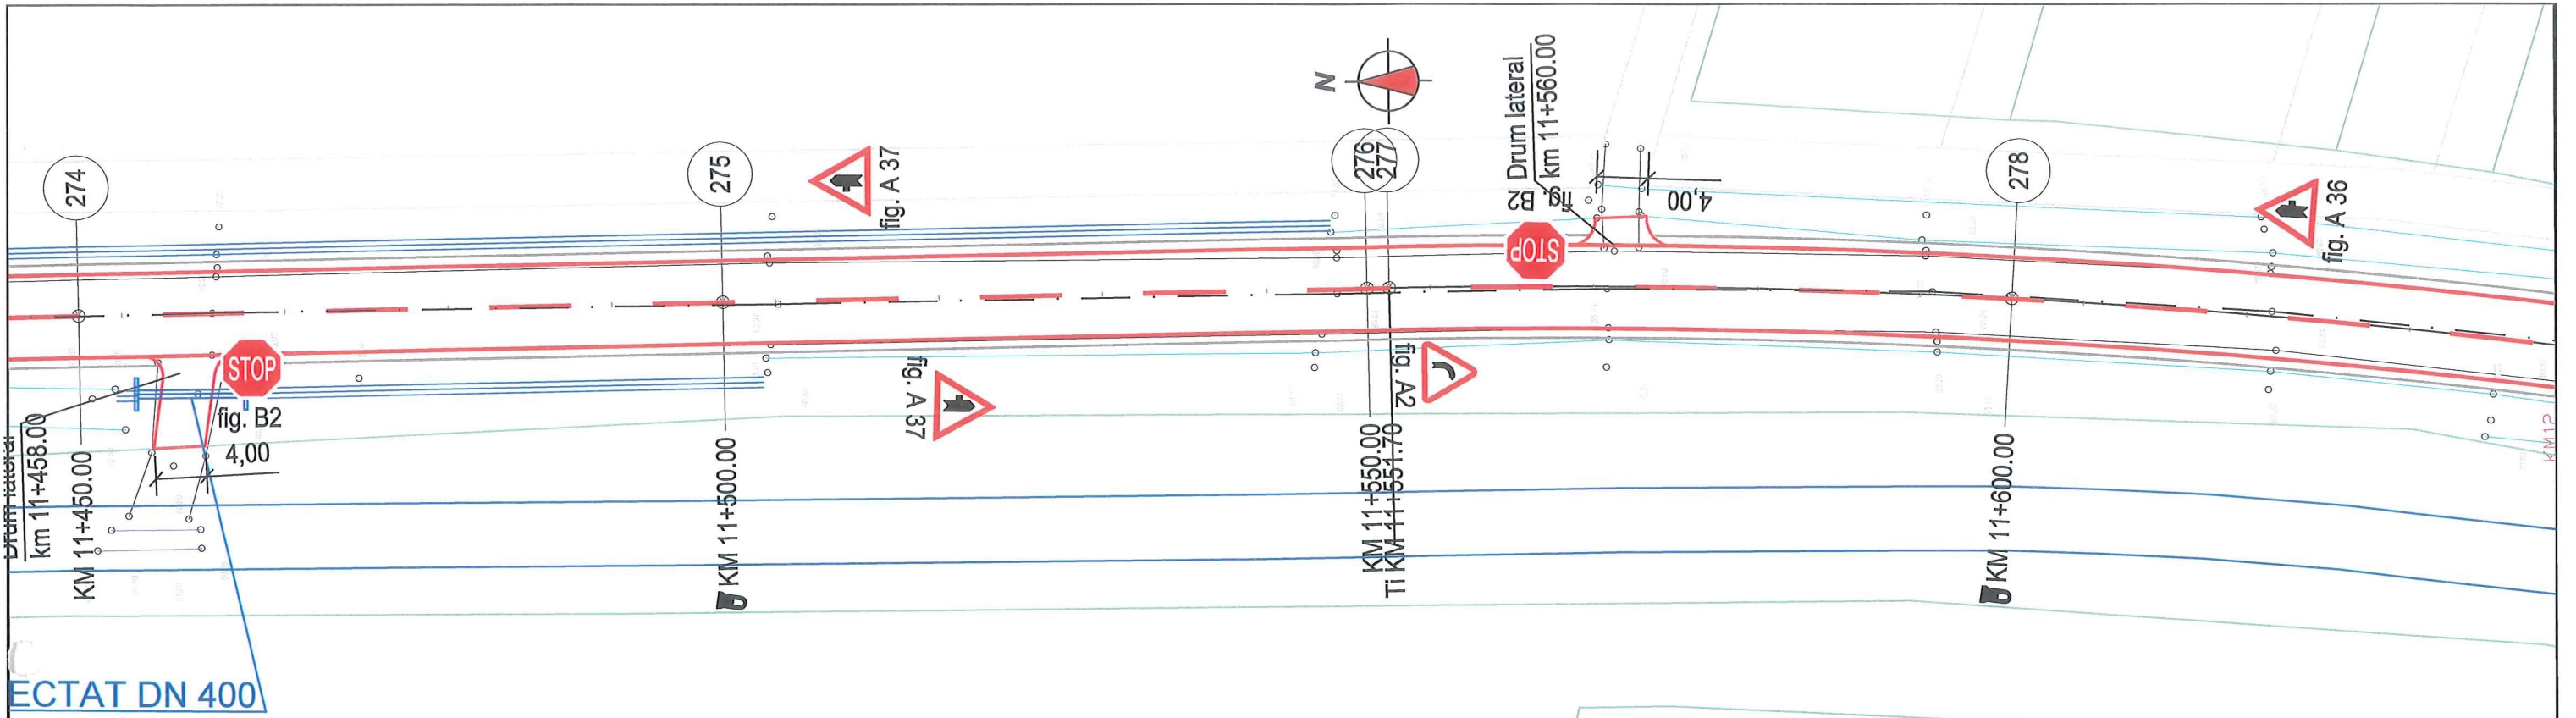 274
275
276
277
278
N
fig. A 37
Drum lateral
km 11+560.00
fig. B2
STOP
4,00
fig. A 36
STOP
fig. B2
4,00
km 11+458.00
KM 11+450.00
KM 11+500.00
fig. A 37
fig. A2
KM 11+550.00
Ti KM 11+551.70
KM 11+600.00
KM12
ECTAT DN 400